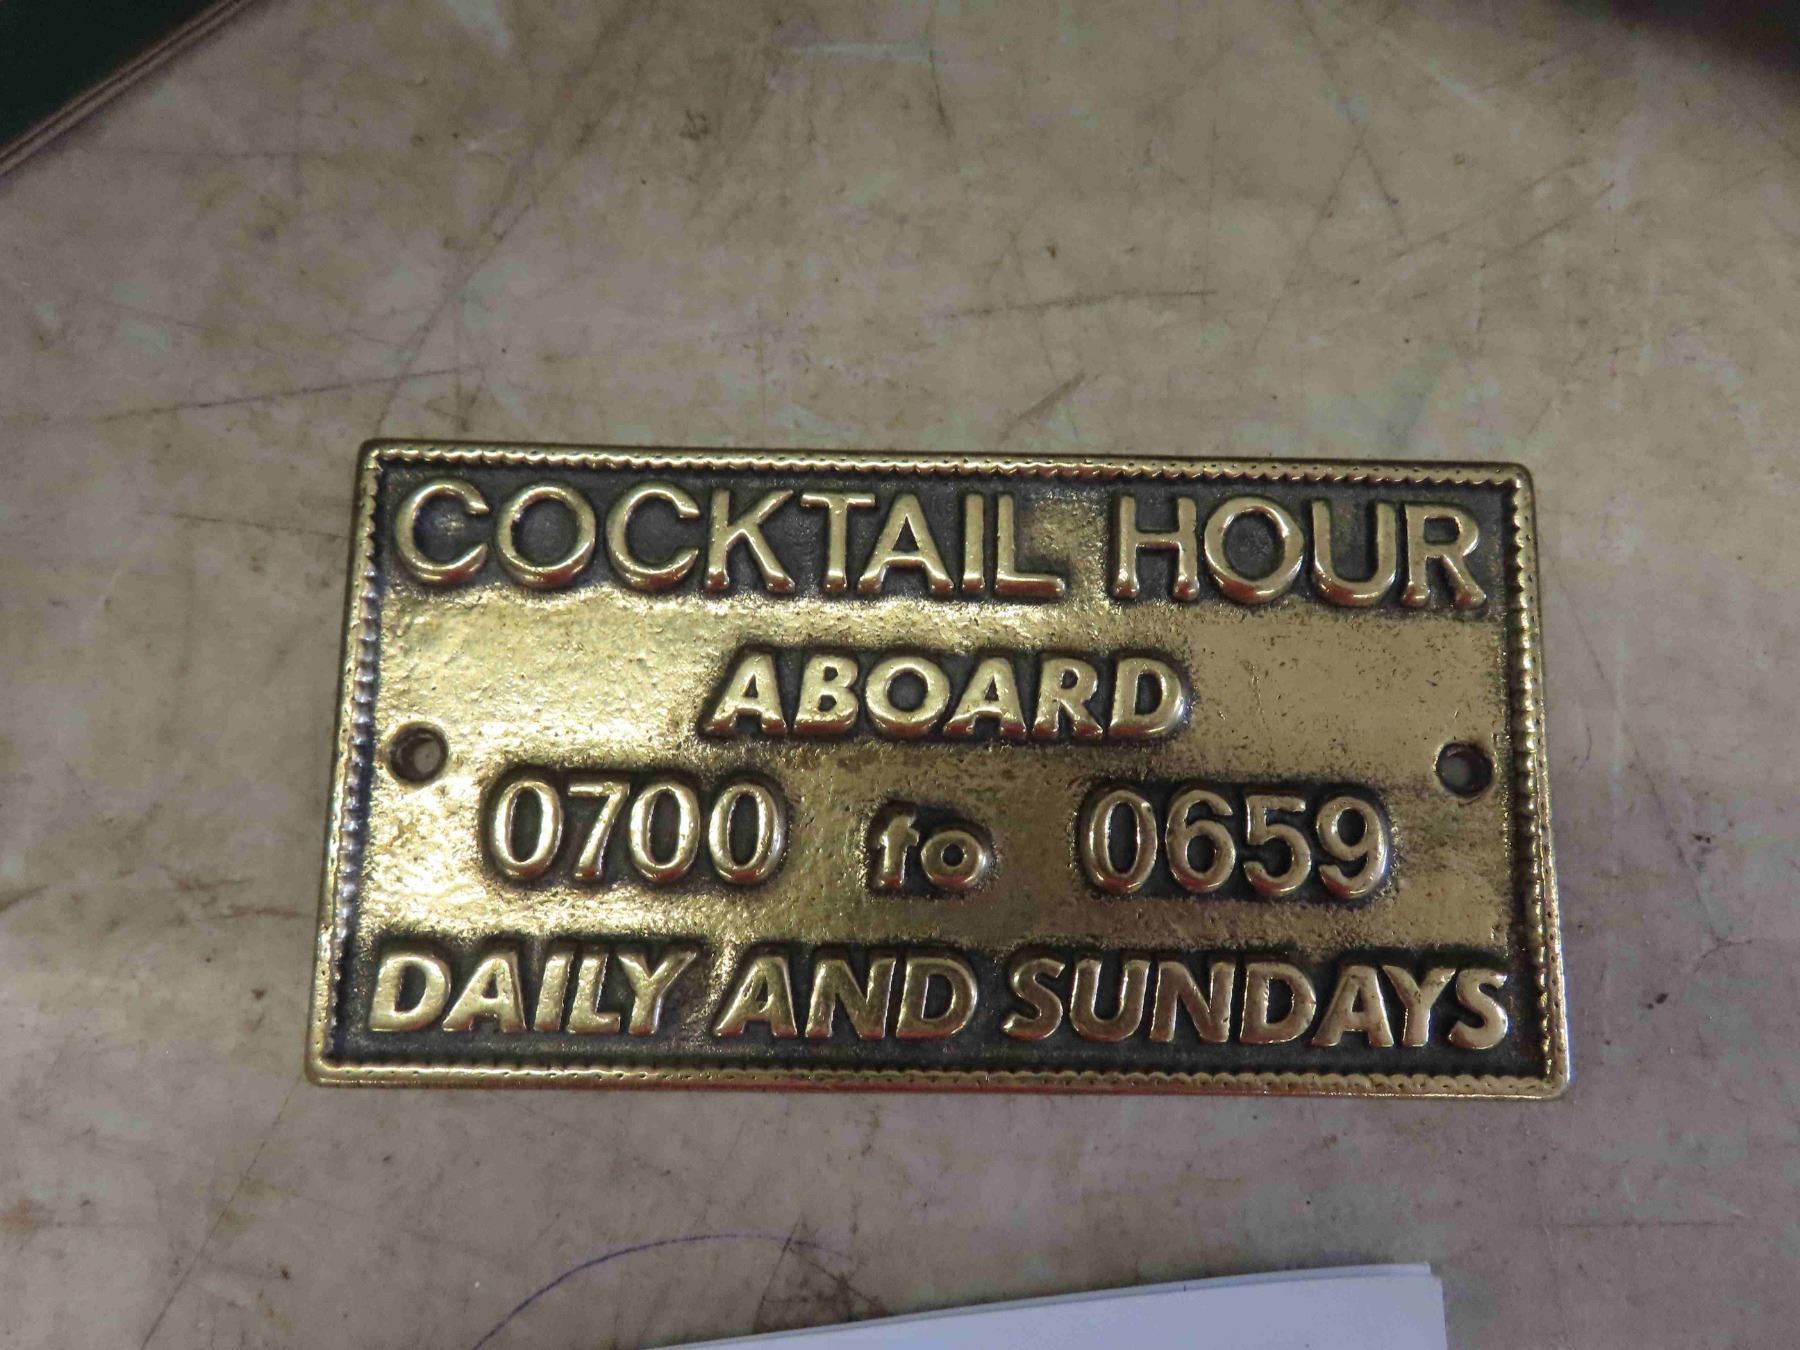 COCKTAIL HOUR
ABOARD
0700 to 0659
DAILY AND SUNDAYS